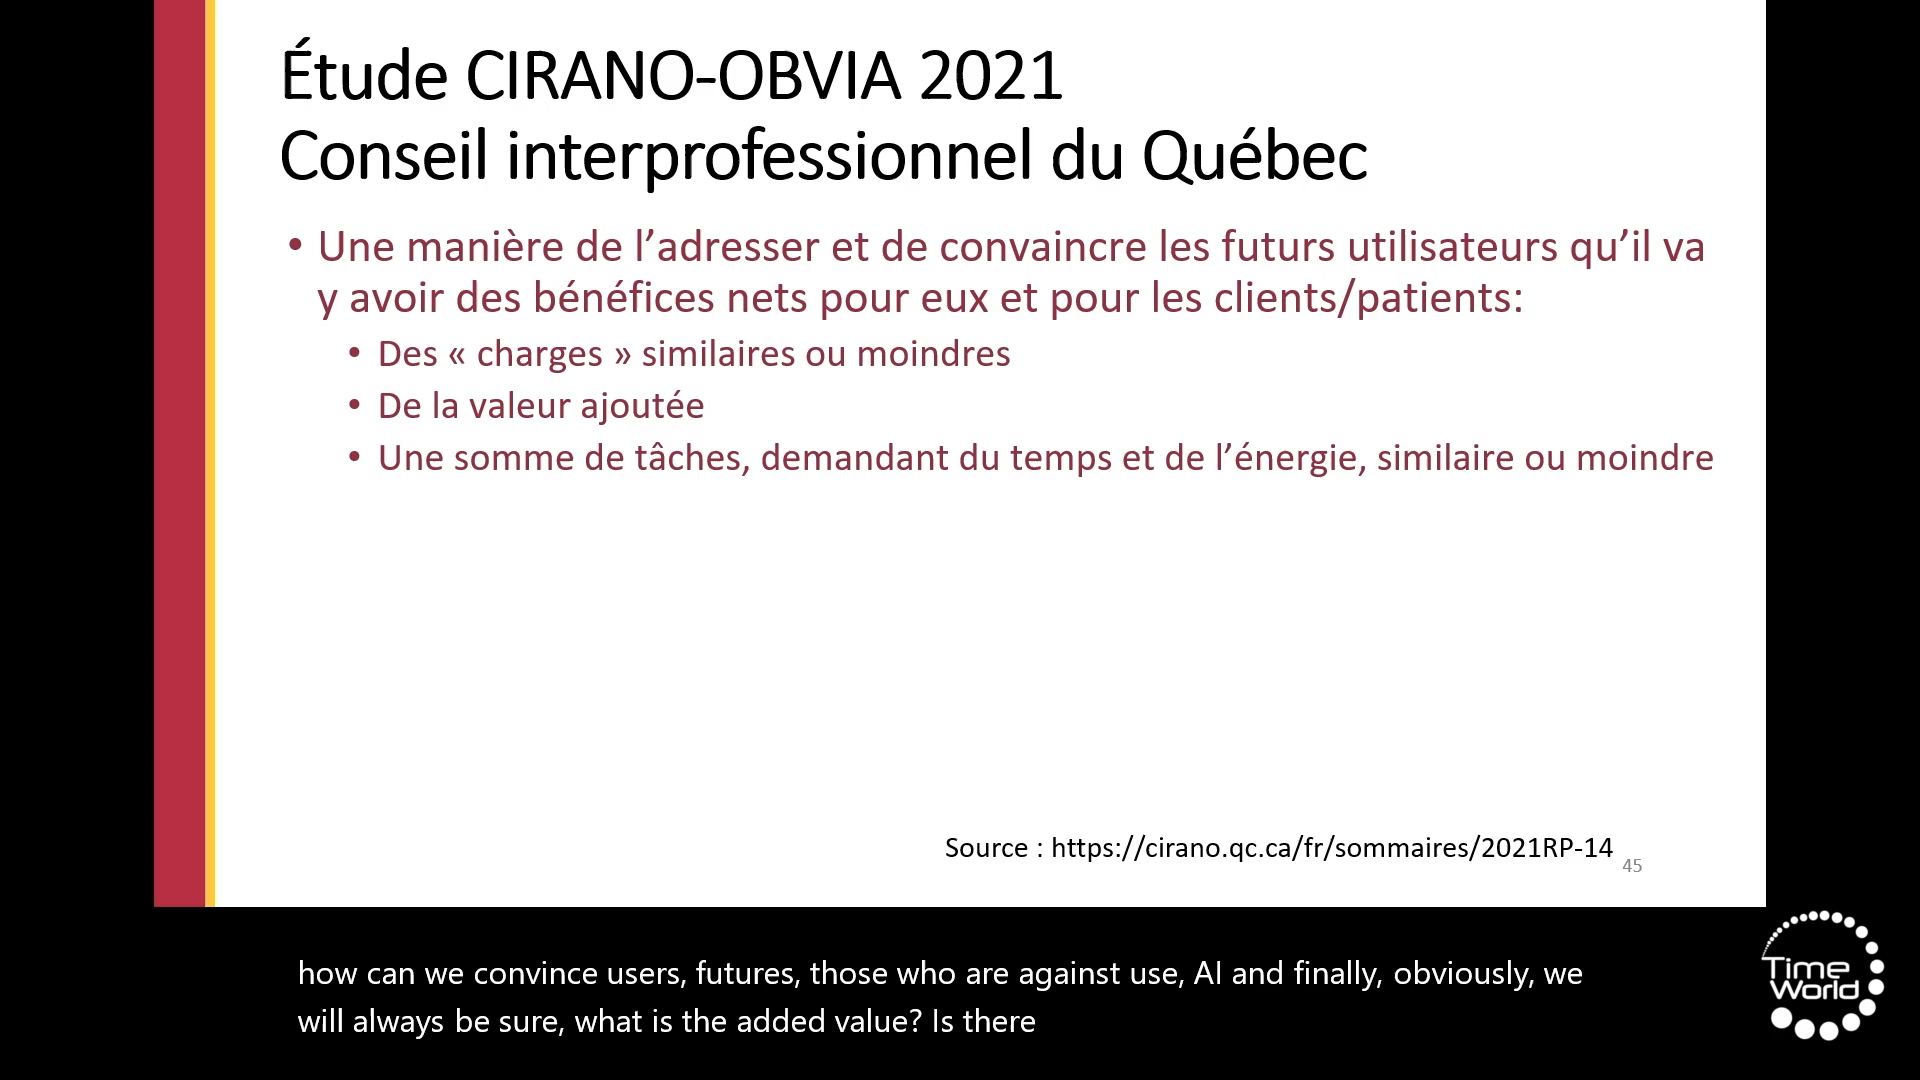 Étude CIRANO-OBVIA 2021
Conseil interprofessionnel du Québec
• Une manière de l’adresser et de convaincre les futurs utilisateurs qu’il va
y avoir des bénéfices nets pour eux et pour les clients/patients:
• Des « charges » similaires ou moindres
• De la valeur ajoutée
• Une somme de tâches, demandant du temps et de l’énergie, similaire ou moindre
Source : https://cirano.qc.ca/fr/sommaires/2021RP-14
45
how can we convince users, futures, those who are against use, AI and finally, obviously, we
will always be sure, what is the added value? Is there
Time
World